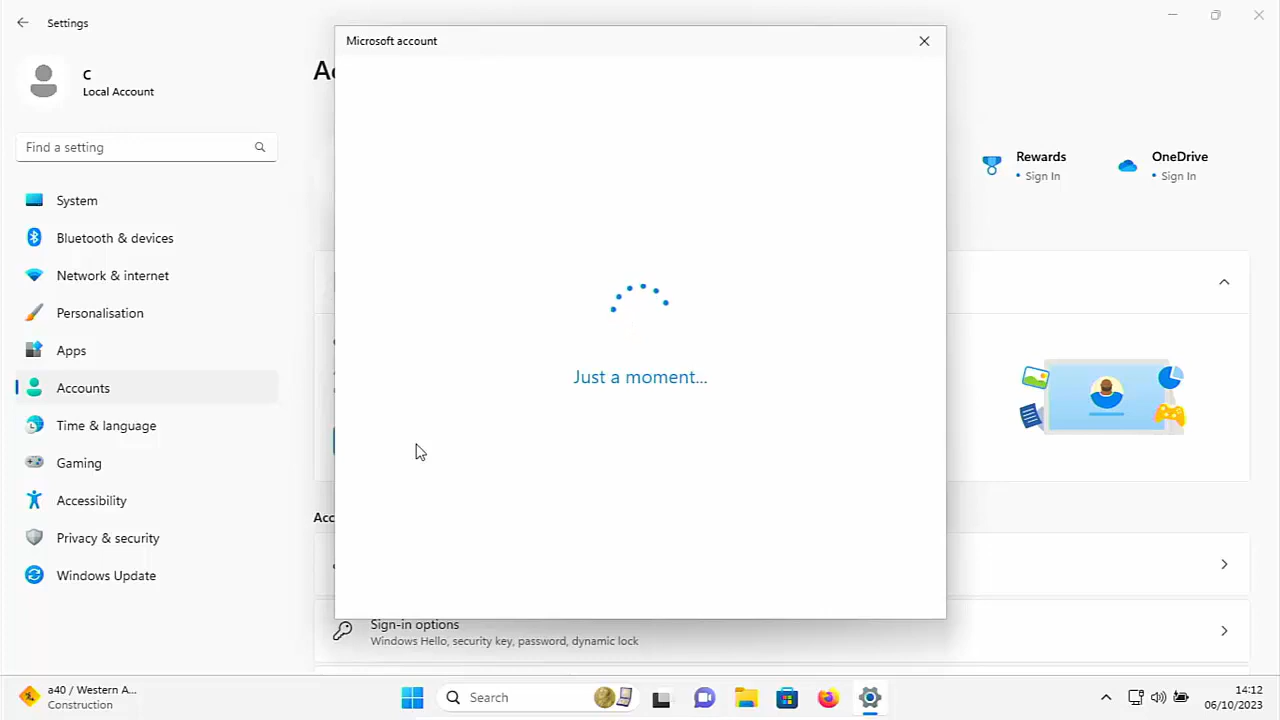 Settings
C
Local Account
Find a setting
System
Bluetooth & devices
Network & internet
Personalisation
Apps
Accounts
Time & language
Gaming
Accessibility
Privacy & security
Windows Update
Ac
Microsoft account
Just a moment...
Rewards
• Sign In
OneDrive
• Sign In
Acc
Sign-in options
Windows Hello, security key, password, dynamic lock
a40 / Western A...
Construction
Search
14:12
06/10/2023